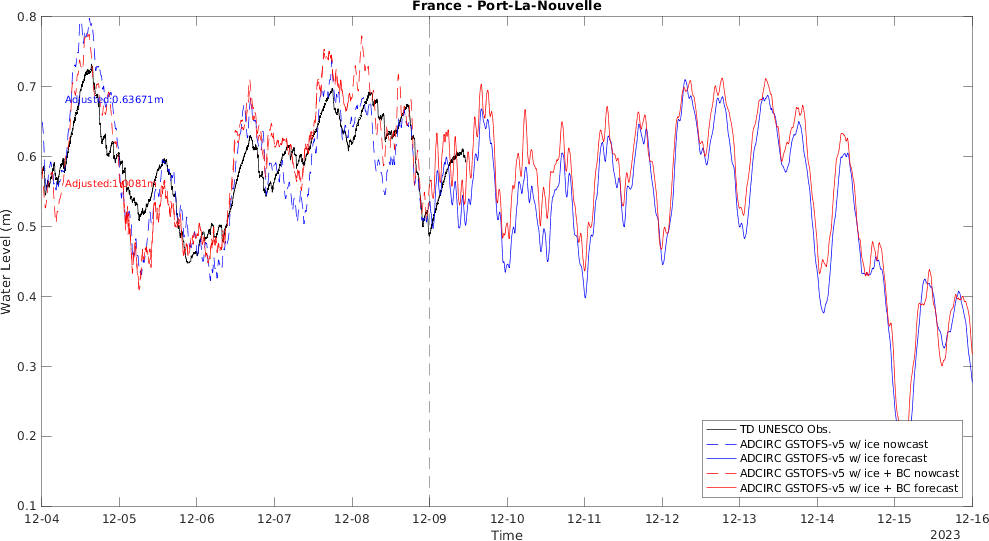 France - Port-La-Nouvelle
Water Level (m)
0.8
0.7
0.6
0.5
0.4
0.3
0.2
0.1
Adjusted:0.63671m
TD UNESCO Obs.
ADCIRC GSTOFS-v5 w/ ice nowcast
ADCIRC GSTOFS-v5 w/ ice forecast
ADCIRC GSTOFS-v5 w/ ice + BC nowcast
ADCIRC GSTOFS-v5 w/ ice + BC forecast
12-04
12-05
12-06
12-07
12-08
12-09
12-10
12-11
12-12
12-13
12-14
12-15
12-16
Time
2023